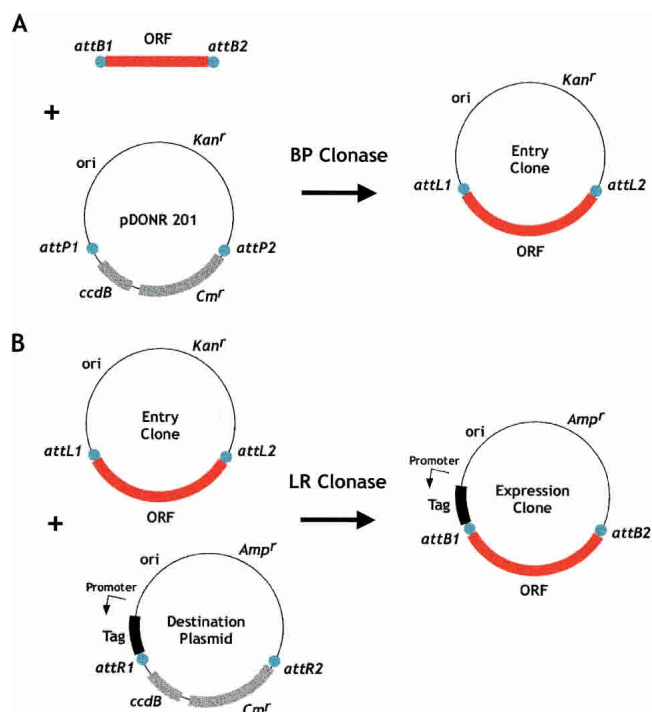 A
attB1 ORF attB2
+
ori Kanʳ
pDONR 201
attP1 attP2
ccdB Cmʳ
BP Clonase
ori Kanʳ
Entry
Clone
attL1 attL2
ORF
B
ori Kanʳ
Entry
Clone
attL1 attL2
ORF
+
ori Ampʳ
Promoter
Destination
Plasmid
Tag
attR1 attR2
ccdB Cmʳ
LR Clonase
ori Ampʳ
Promoter
Expression
Clone
Tag
attB1 attB2
ORF